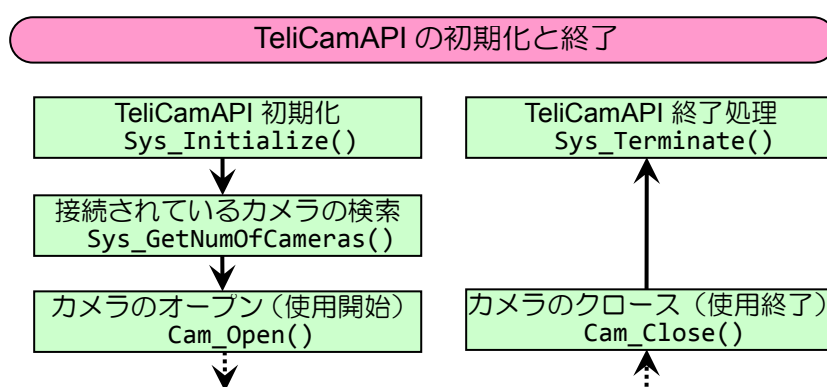 TeliCamAPI の初期化と終了
TeliCamAPI 初期化
Sys_Initialize()
接続されているカメラの検索
Sys_GetNumOfCameras()
カメラのオープン（使用開始）
Cam_Open()
TeliCamAPI 終了処理
Sys_Terminate()
カメラのクローズ（使用終了）
Cam_Close()